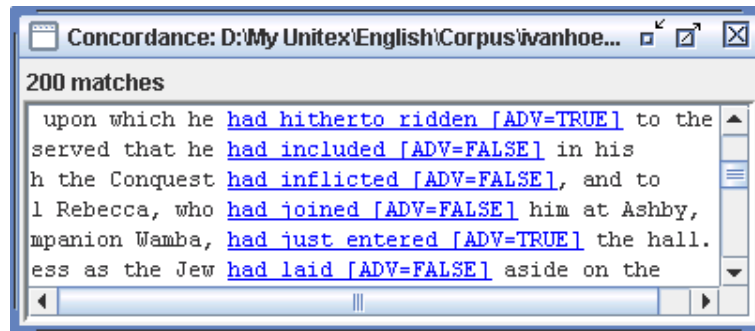 Concordance: D:\My Unitex\English\Corpus\ivanhoe...
200 matches
upon which he had hitherto ridden [ADV=TRUE] to the
served that he had included [ADV=FALSE] in his
h the Conquest had inflicted [ADV=FALSE], and to
l Rebecca, who had joined [ADV=FALSE] him at Ashby,
mpanion Wamba, had just entered [ADV=TRUE] the hall.
ess as the Jew had laid [ADV=FALSE] aside on the